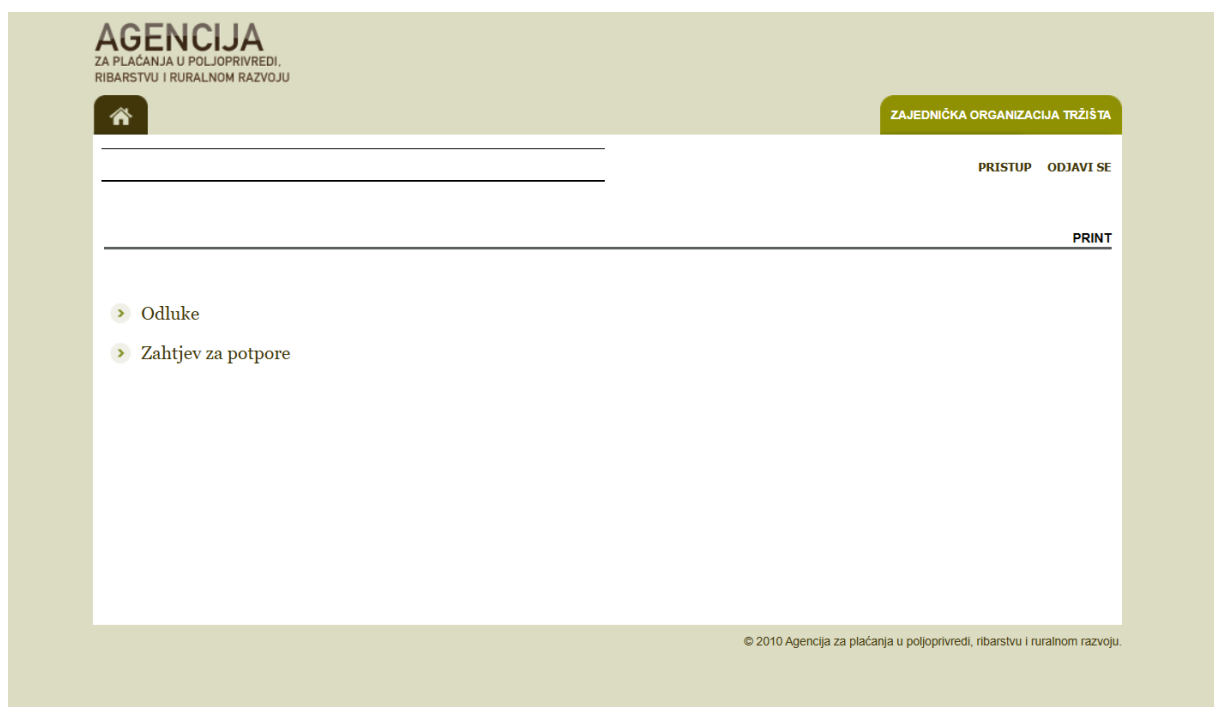 AGENCIJA
ZA PLAĆANJA U POLJOPRIVREDI,
RIBARSTVU I RURALNOM RAZVOJU
ZAJEDNIČKA ORGANIZACIJA TRŽIŠTA
PRISTUP ODJAVI SE
PRINT
Odluke
Zahtjev za potpore
© 2010 Agencija za plaćanja u poljoprivredi, ribarstvu i ruralnom razvoju.